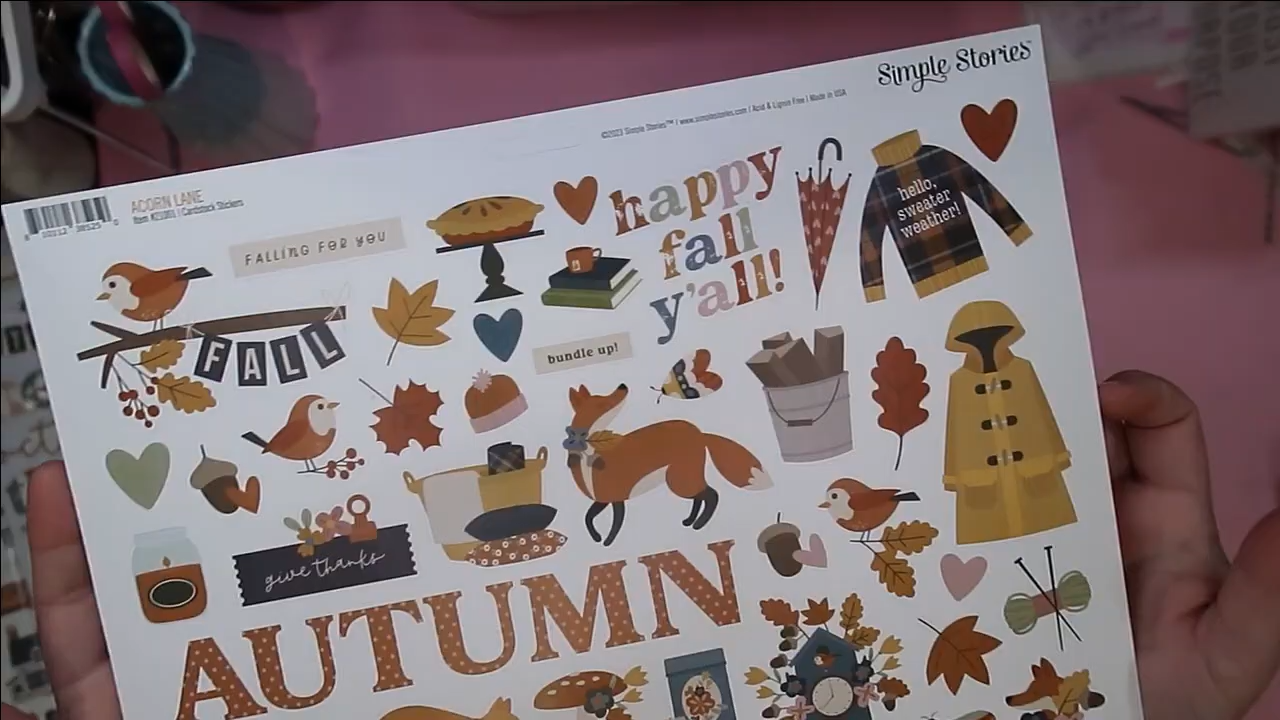 Simple Stories™
©2023 Simple Stories™ | www.simplestories.com | Acid & Lignin Free | Made in USA
ACORN LANE
Cardstock Stickers
FALLING FOR YOU
happy
fall
y'all!
hello,
sweater
weather!
FALL
bundle up!
give thanks
AUTUMN